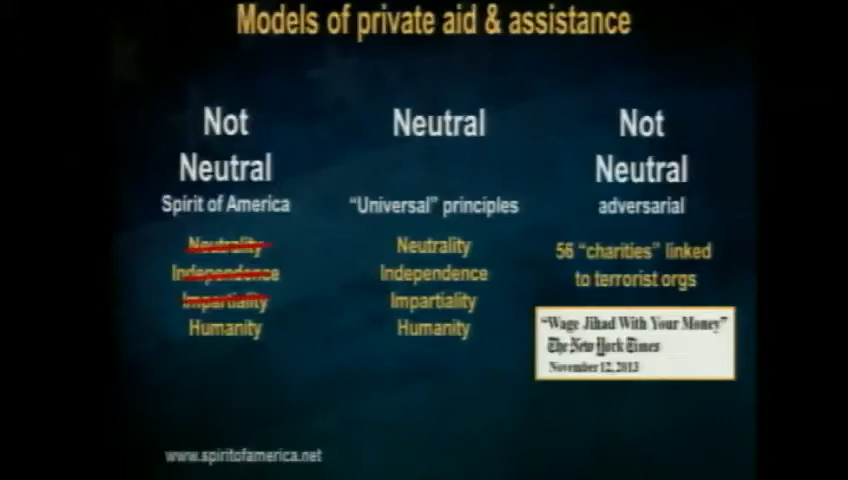 Models of private aid & assistance
Not
Neutral
Spirit of America
Neutrality
Independence
Impartiality
Humanity
Neutral
"Universal" principles
Neutrality
Independence
Impartiality
Humanity
Not
Neutral
adversarial
56 "charities" linked
to terrorist orgs
"Wage Jihad With Your Money"
The New York Times
November 12, 2013
www.spiritofamerica.net